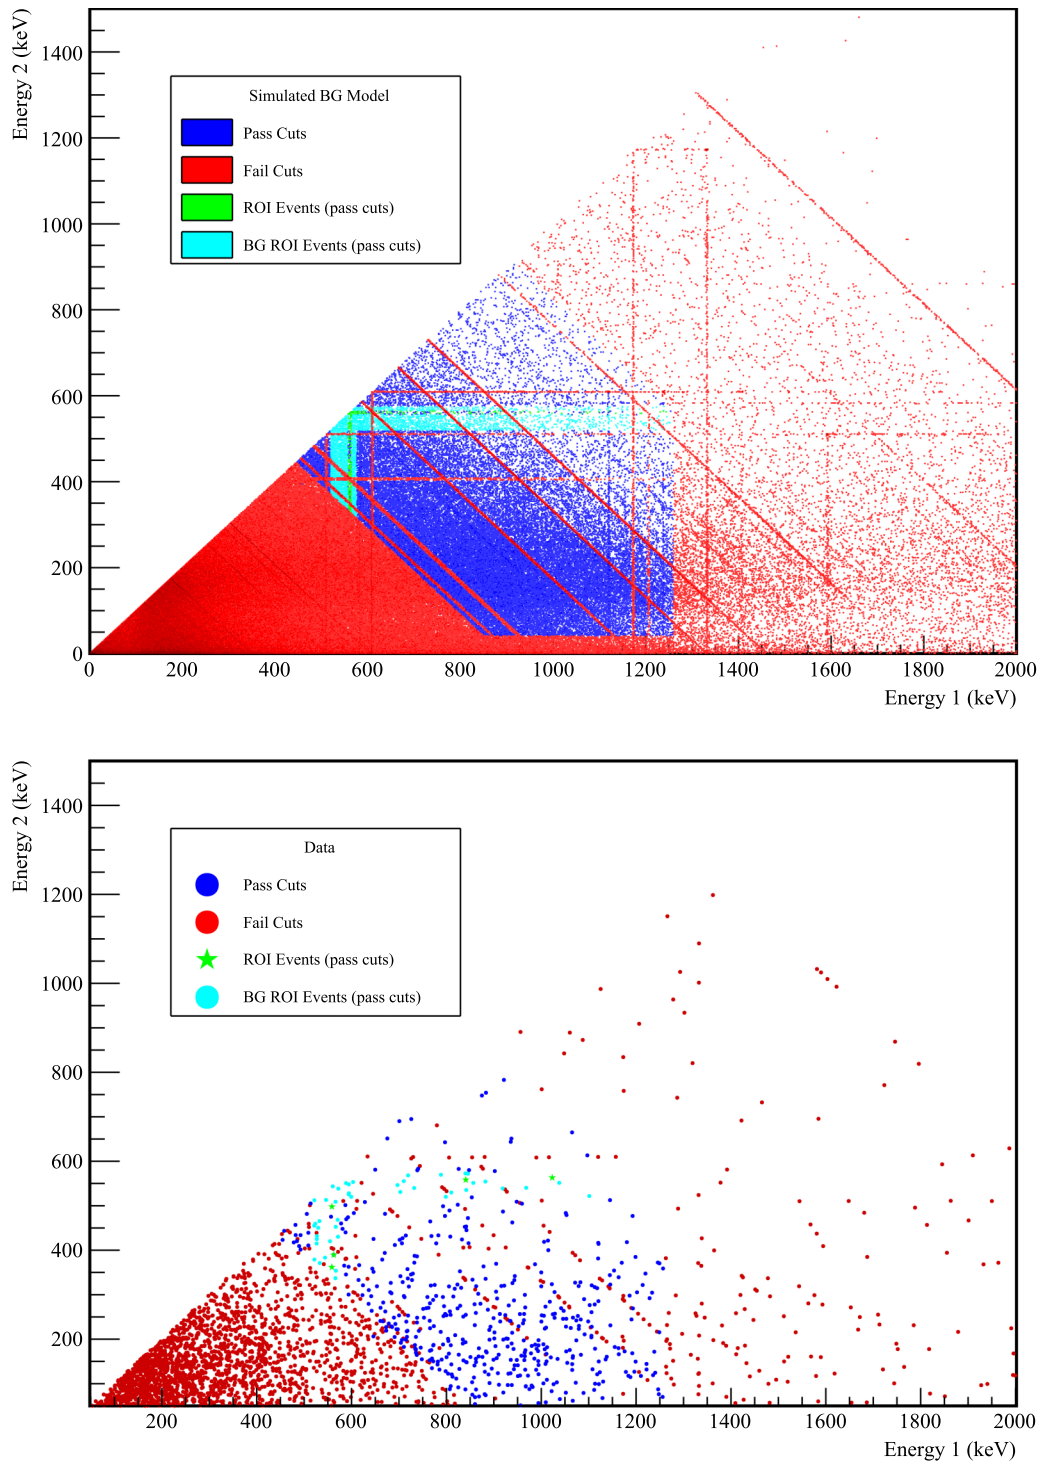 Energy 2 (keV)
1400
1200
1000
800
600
400
200
0
Simulated BG Model
Pass Cuts
Fail Cuts
ROI Events (pass cuts)
BG ROI Events (pass cuts)
0 200 400 600 800 1000 1200 1400 1600 1800 2000
Energy 1 (keV)
Energy 2 (keV)
1400
1200
1000
800
600
400
200
Data
Pass Cuts
Fail Cuts
ROI Events (pass cuts)
BG ROI Events (pass cuts)
200 400 600 800 1000 1200 1400 1600 1800 2000
Energy 1 (keV)